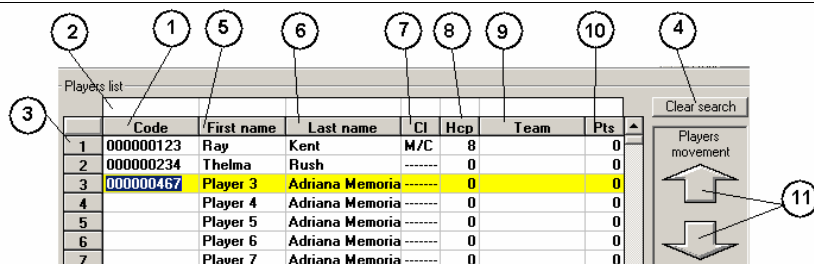 2 1 5 6 7 8 9 10 4
Players list
Clear search
3
Code First name Last name Cl Hcp Team Pts
Players
movement
1 000000123 Ray Kent M/C 8 0
2 000000234 Thelma Rush ------- 0 0
3 000000467 Player 3 Adriana Memoria ------- 0 0
11
4 Player 4 Adriana Memoria ------- 0 0
5 Player 5 Adriana Memoria ------- 0 0
6 Player 6 Adriana Memoria ------- 0 0
7 Player 7 Adriana Memoria ------- 0 0